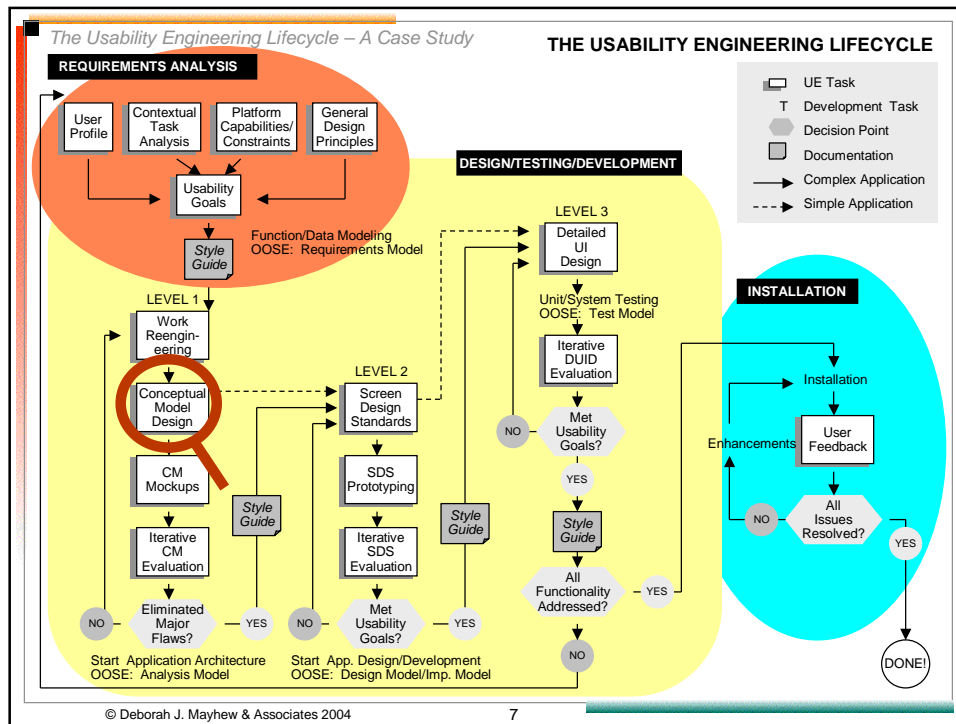 The Usability Engineering Lifecycle – A Case Study
THE USABILITY ENGINEERING LIFECYCLE
REQUIREMENTS ANALYSIS
User
Profile
Contextual
Task
Analysis
Platform
Capabilities/
Constraints
General
Design
Principles
Usability
Goals
Style
Guide
Function/Data Modeling
OOSE: Requirements Model
UE Task
T Development Task
Decision Point
Documentation
Complex Application
Simple Application
DESIGN/TESTING/DEVELOPMENT
LEVEL 1
Work
Reengin-
eering
Conceptual
Model
Design
CM
Mockups
Iterative
CM
Evaluation
Eliminated
Major
Flaws?
NO
YES
Style
Guide
Start Application Architecture
OOSE: Analysis Model
LEVEL 2
Screen
Design
Standards
SDS
Prototyping
Iterative
SDS
Evaluation
Met
Usability
Goals?
NO
YES
Style
Guide
Start App. Design/Development
OOSE: Design Model/Imp. Model
LEVEL 3
Detailed
UI
Design
Unit/System Testing
OOSE: Test Model
Iterative
DUID
Evaluation
Met
Usability
Goals?
NO
YES
Style
Guide
All
Functionality
Addressed?
YES
NO
INSTALLATION
Installation
Enhancements
User
Feedback
All
Issues
Resolved?
NO
YES
DONE!
© Deborah J. Mayhew & Associates 2004
7